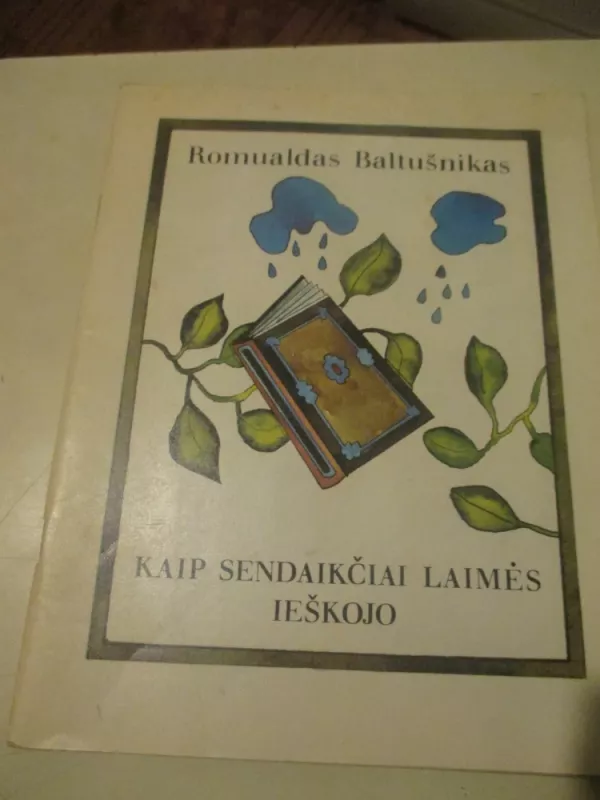 Romualdas Baltušnikas
KAIP SENDAIKČIAI LAIMĖS
IEŠKOJO